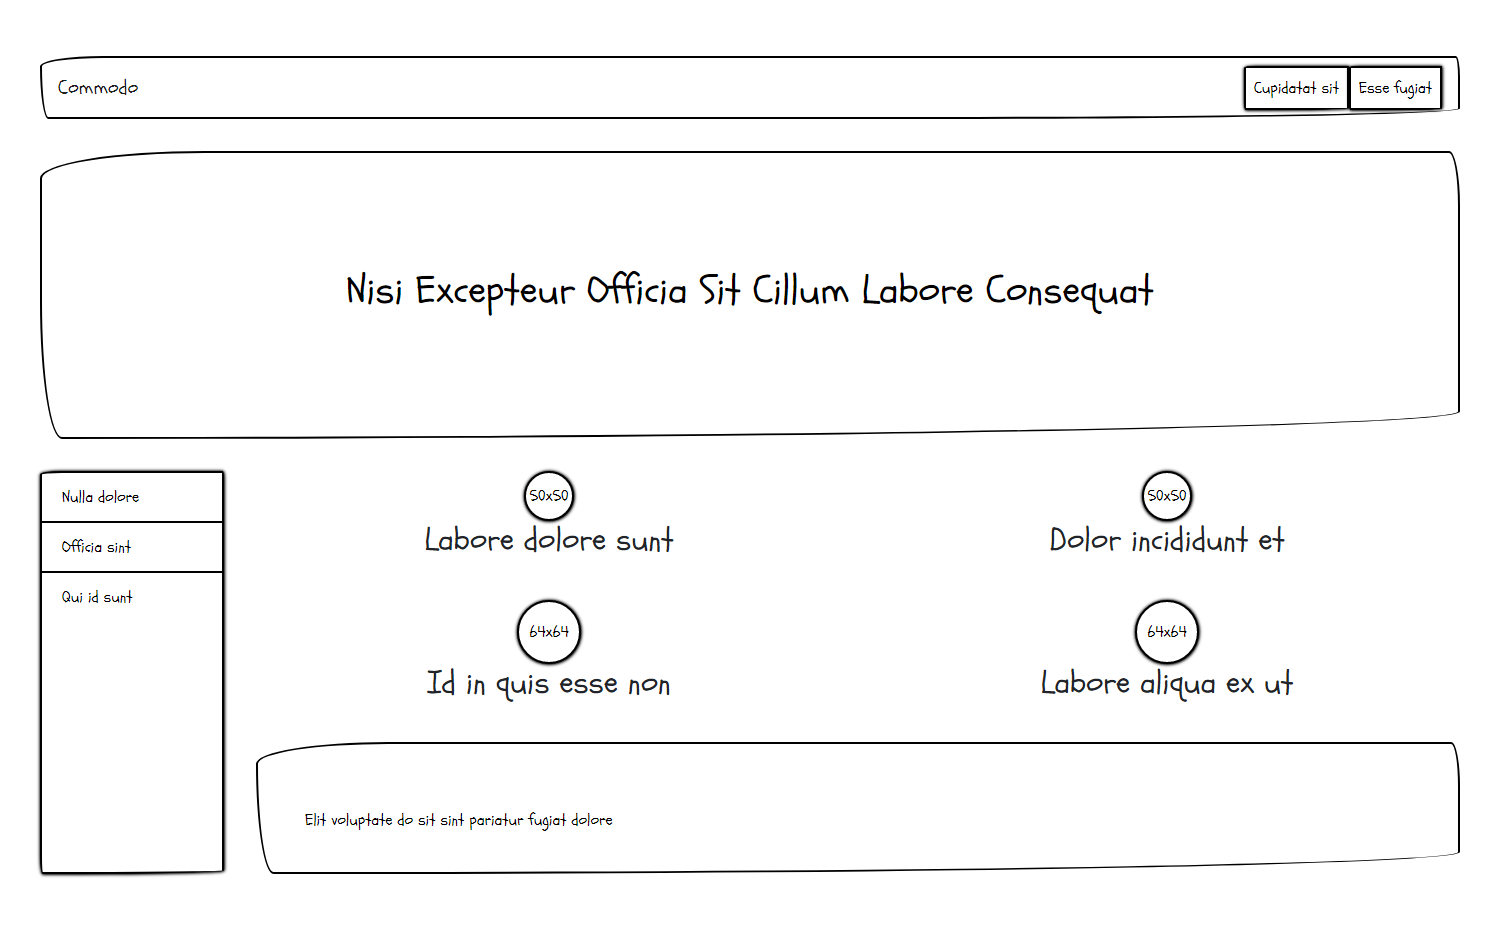 Commodo
Cupidatat sit
Esse fugiat
Nisi Excepteur Officia Sit Cillum Labore Consequat
Nulla dolore
Officia sint
Qui id sunt
50x50
Labore dolore sunt
50x50
Dolor incididunt et
64x64
Id in quis esse non
64x64
Labore aliqua ex ut
Elit voluptate do sit sint pariatur fugiat dolore